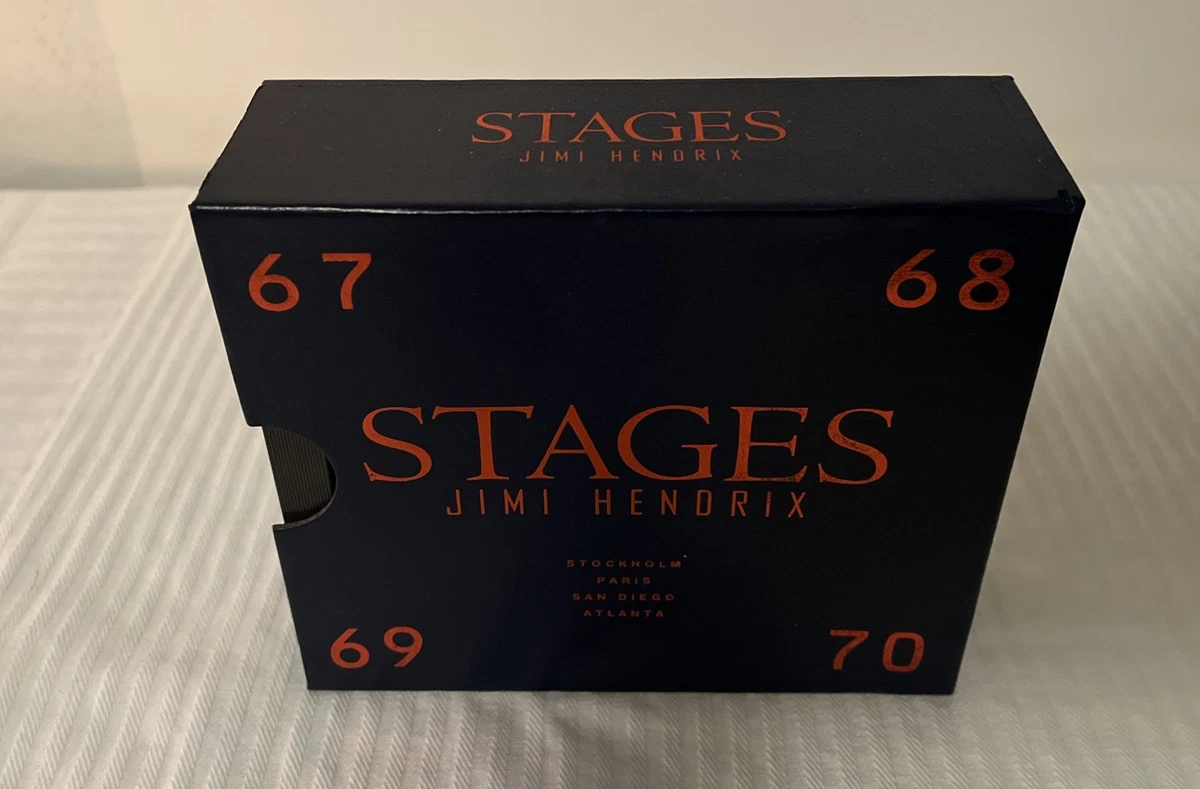 STAGES
JIMI HENDRIX
67 68
STAGES
JIMI HENDRIX
STOCKHOLM
PARIS
SAN DIEGO
ATLANTA
69 70